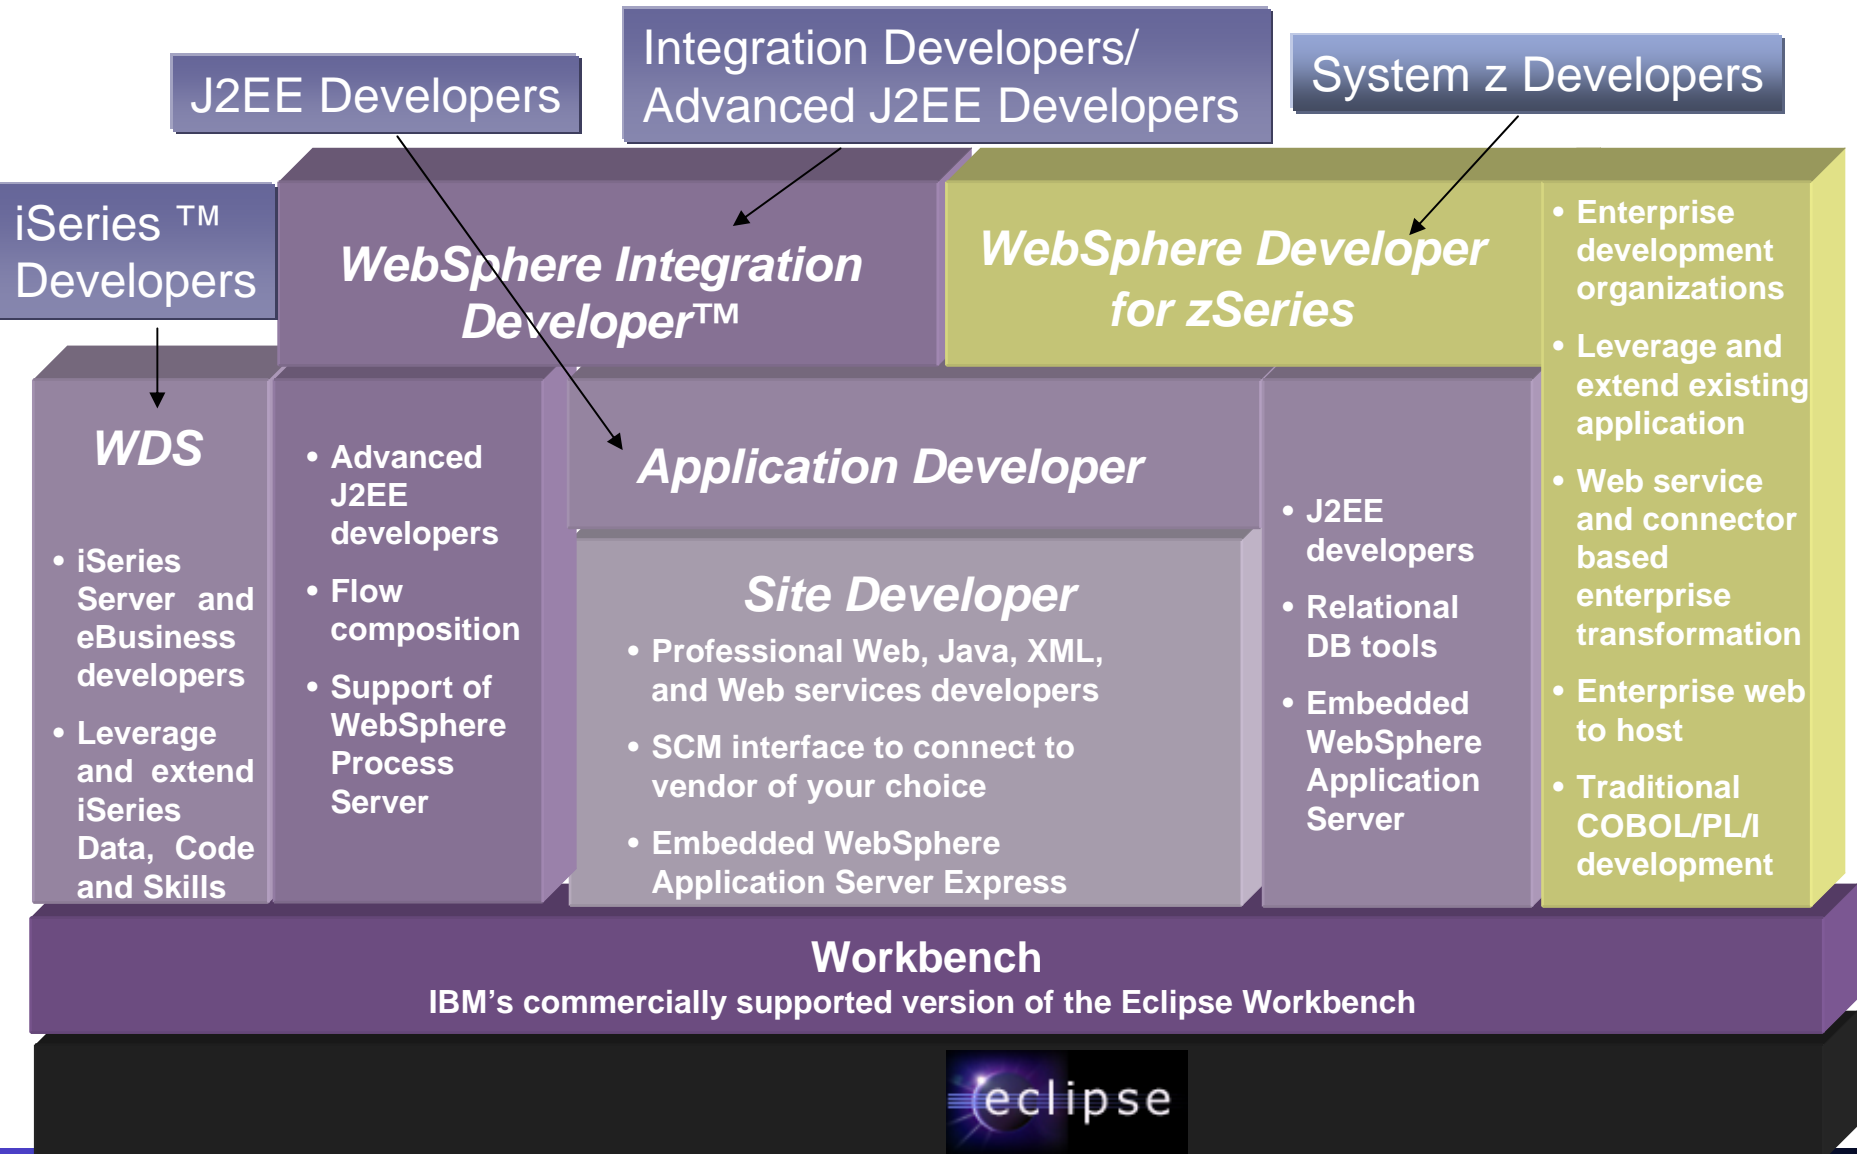 J2EE Developers
Integration Developers/
Advanced J2EE Developers
System z Developers
iSeries ™
Developers
WebSphere Integration
Developer™
WebSphere Developer
for zSeries
WDS
• iSeries
Server and
eBusiness
developers
• Leverage
and extend
iSeries
Data, Code
and Skills
• Advanced
J2EE
developers
• Flow
composition
• Support of
WebSphere
Process
Server
Application Developer
Site Developer
• Professional Web, Java, XML,
and Web services developers
• SCM interface to connect to
vendor of your choice
• Embedded WebSphere
Application Server Express
• J2EE
developers
• Relational
DB tools
• Embedded
WebSphere
Application
Server
• Enterprise
development
organizations
• Leverage and
extend existing
application
• Web service
and connector
based
enterprise
transformation
• Enterprise web
to host
• Traditional
COBOL/PL/I
development
Workbench
IBM’s commercially supported version of the Eclipse Workbench
eclipse